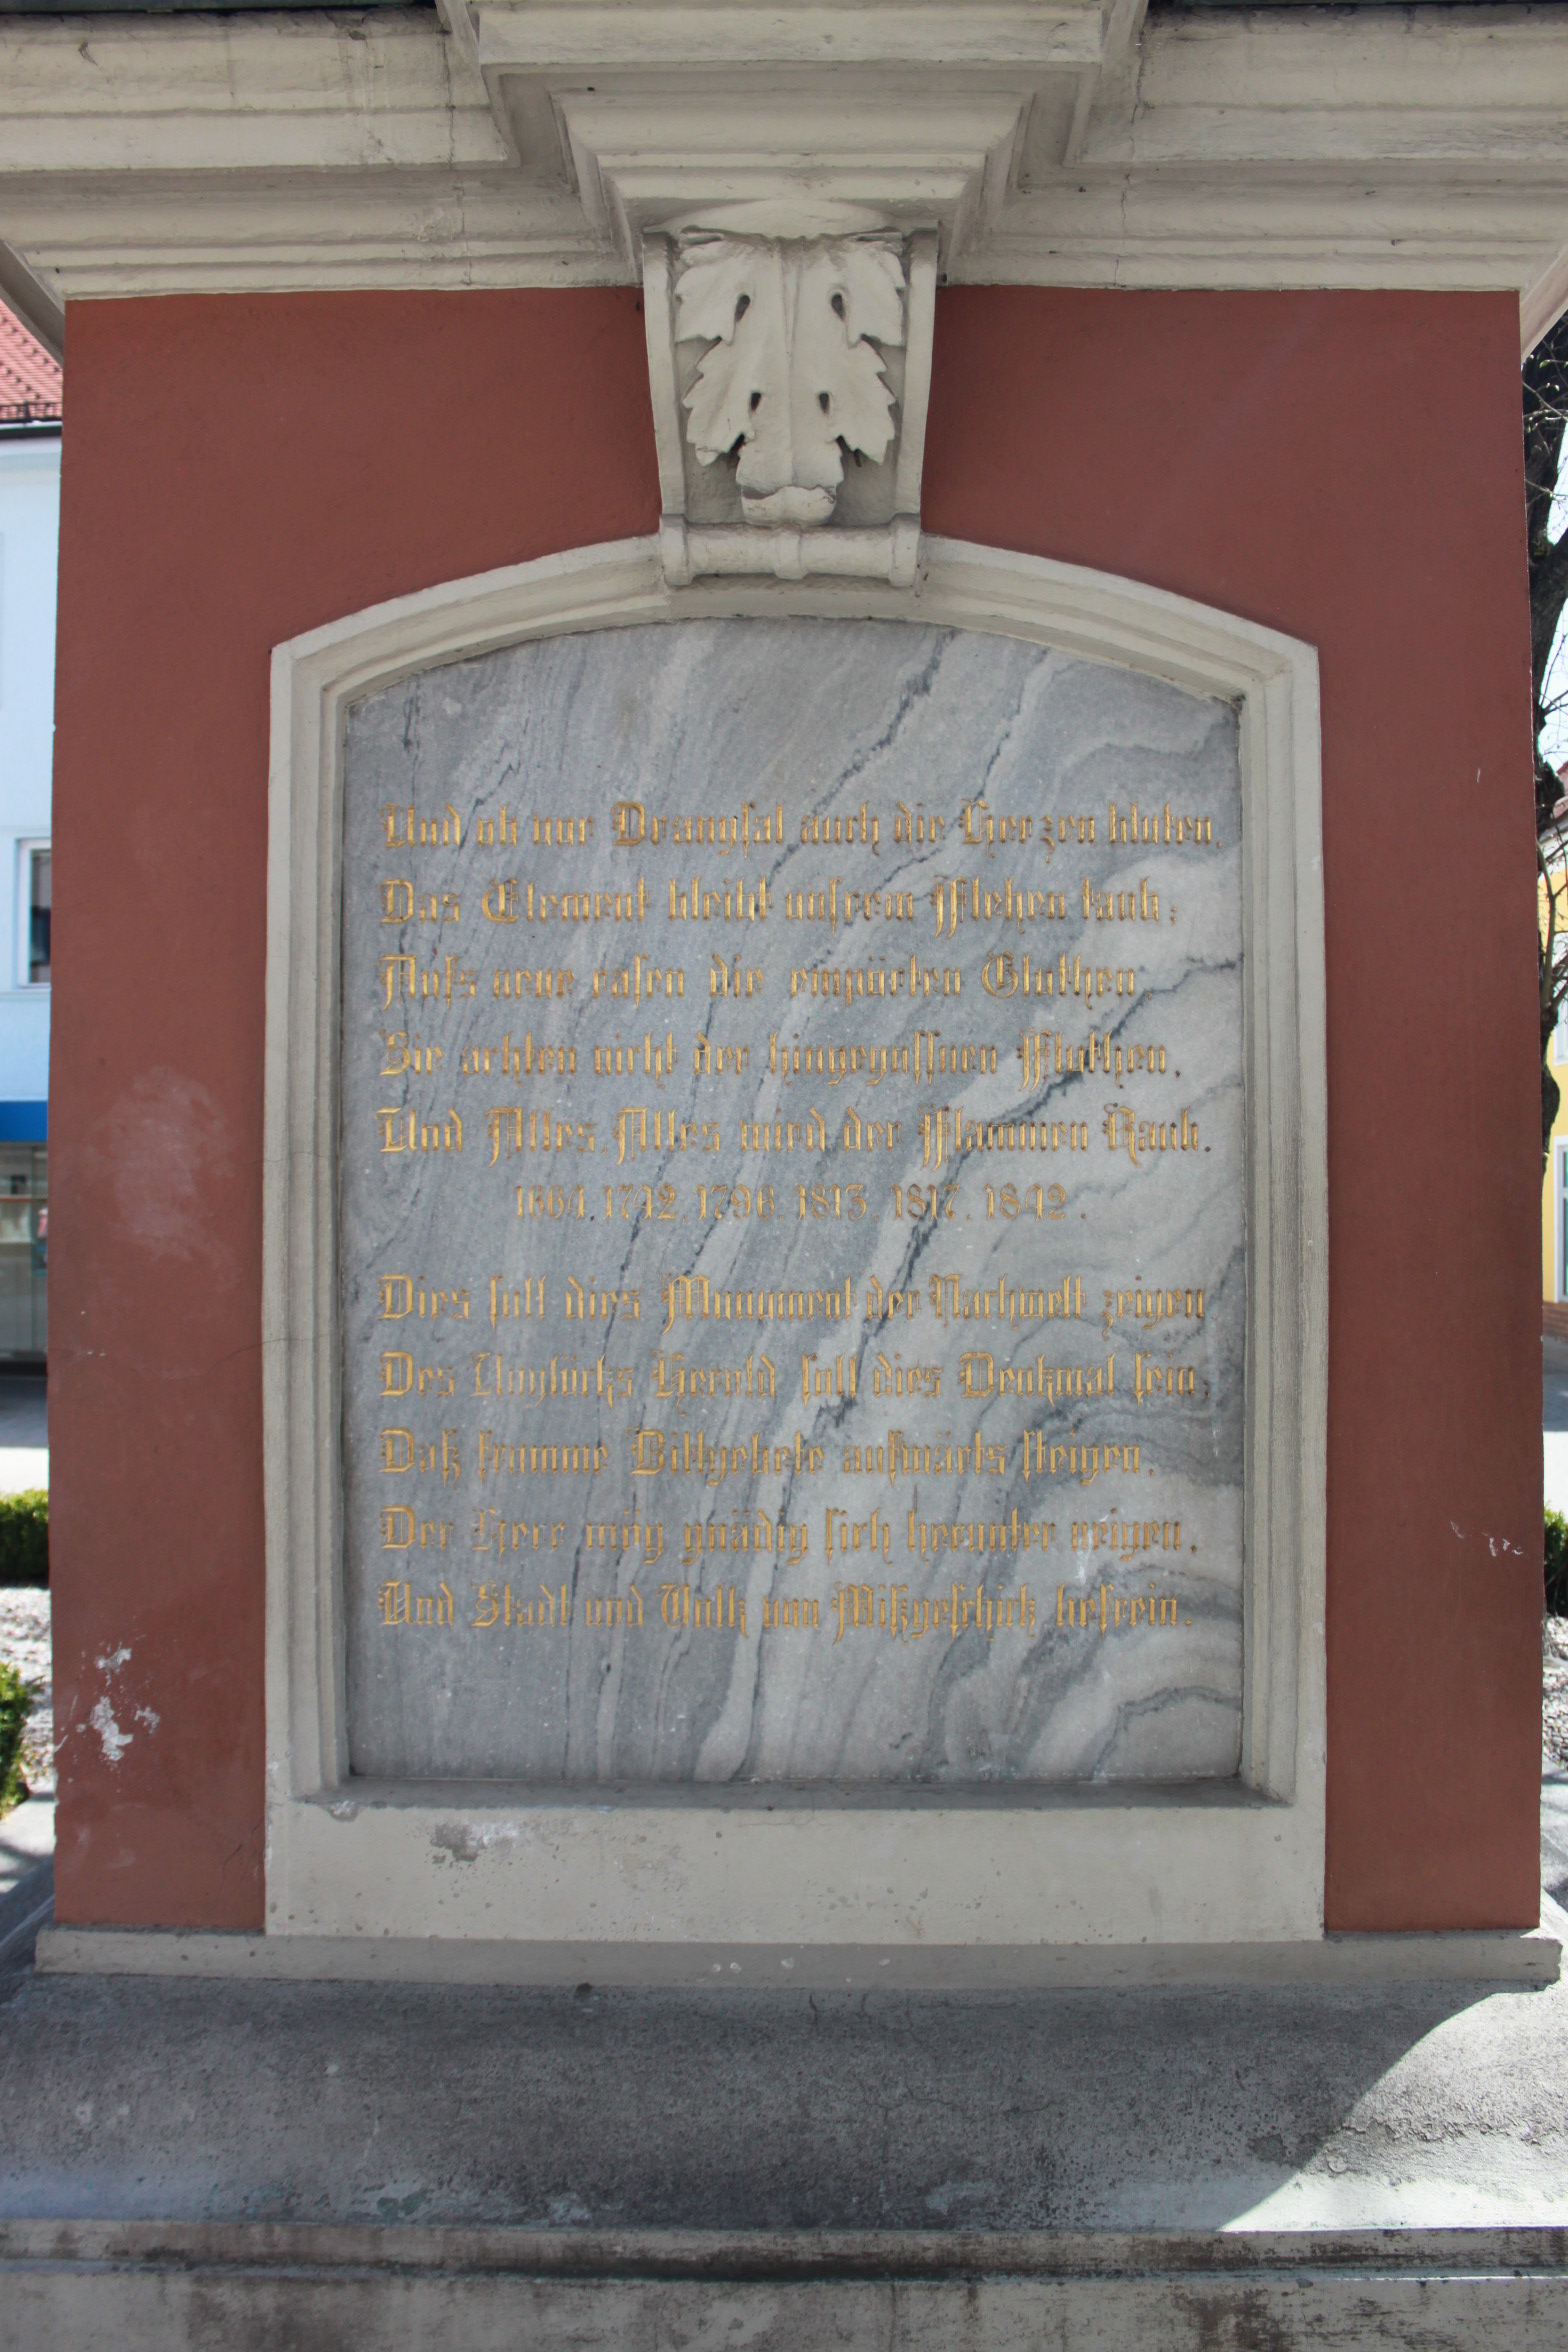 Und ob vor Drangsal auch die Herzen bluten,
Das Element bleibt unsrem Flehen taub;
Aufs neue rasen die empörten Gluthen,
Sie achten nicht der hingegossnen Fluthen,
Und Alles, Alles wird der Flammen Raub.
1664, 1742, 1796, 1813, 1817, 1842.
Dies soll dies Monument der Nachwelt zeigen
Des Unglücks Herold soll dies Denkmal sein,
Daß fromme Bittgebete aufwärts steigen,
Der Herr mög gnädig sich herunter neigen,
Und Stadt und Volk von Mißgeschick befrein.